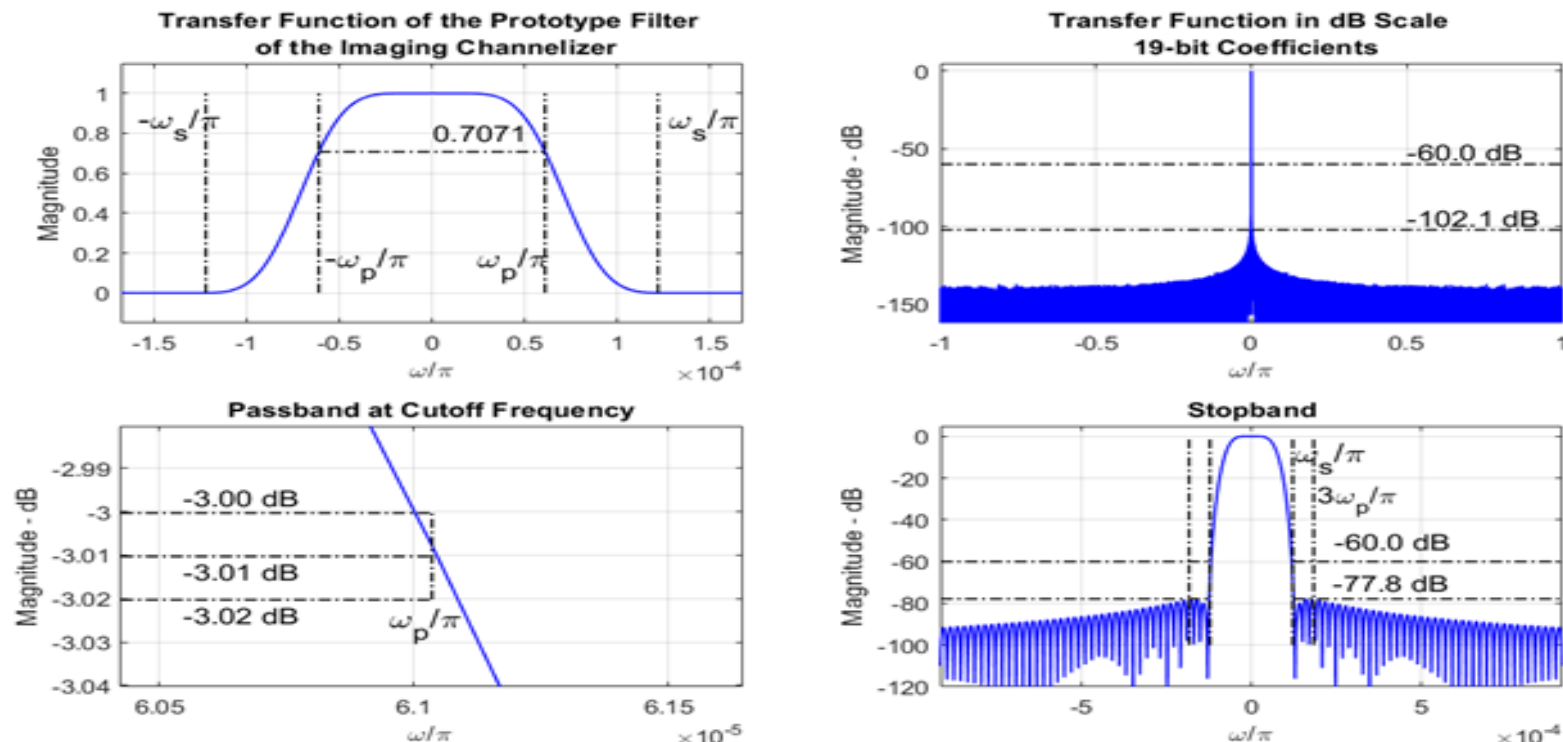 Transfer Function of the Prototype Filter
of the Imaging Channelizer
-ωs/π
ωs/π
0.7071
-ωp/π
ωp/π
Magnitude
1
0.8
0.6
0.4
0.2
0
-1.5 -1 -0.5 0 0.5 1 1.5
ω/π
×10-4
Transfer Function in dB Scale
19-bit Coefficients
-60.0 dB
-102.1 dB
Magnitude - dB
0
-50
-100
-150
-1 -0.5 0 0.5 1
ω/π
Passband at Cutoff Frequency
-3.00 dB
-3.01 dB
-3.02 dB
ωp/π
Magnitude - dB
-2.99
-3
-3.01
-3.02
-3.03
-3.04
6.05 6.1 6.15
ω/π
×10-5
Stopband
ωs/π
3ωp/π
-60.0 dB
-77.8 dB
Magnitude - dB
0
-20
-40
-60
-80
-100
-120
-5 0 5
ω/π
×10-4